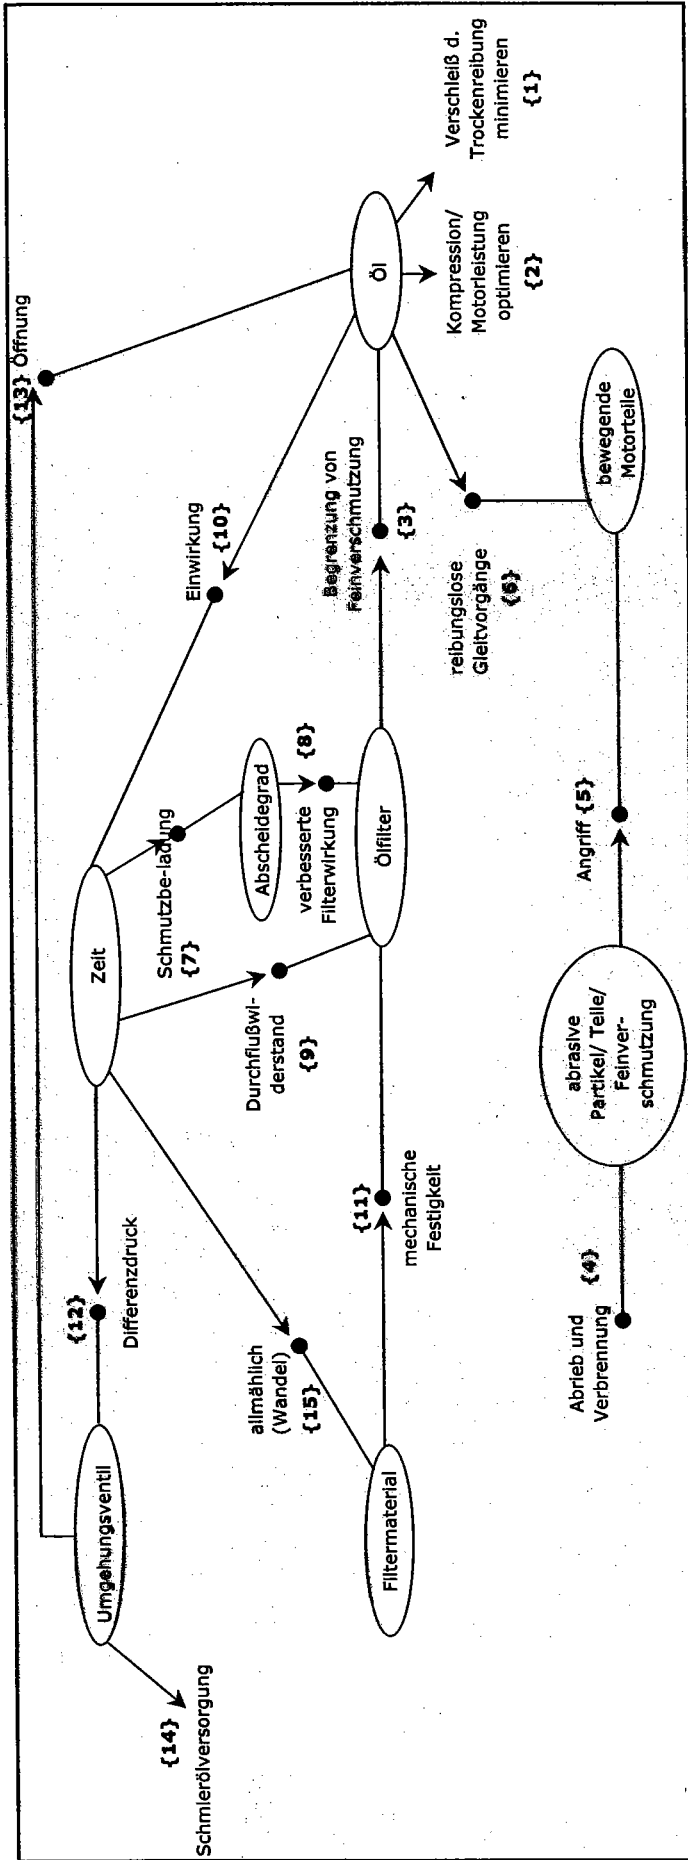 {13} Öffnung
Umgehungsventil
{12}
Differenzdruck
Zeit
Einwirkung
{10}
{14}
Schmierölversorgung
allmählich
(Wandel)
{15}
Durchflußwi-
derstand
{9}
Schmutzbe-ladung
{7}
Abscheidegrad
{8}
verbesserte
Filterwirkung
Begrenzung von
Feinverschmutzung
{3}
Öl
Verschleiß d.
Trockenreibung
minimieren
{1}
Kompression/
Motorleistung
optimieren
{2}
Filtermaterial
{11}
mechanische
Festigkeit
Ölfilter
reibungslose
Gleitvorgänge
{6}
Abrieb und
Verbrennung
{4}
abrasive
Partikel/ Teile/
Feinver-
schmutzung
Angriff {5}
bewegende
Motorteile